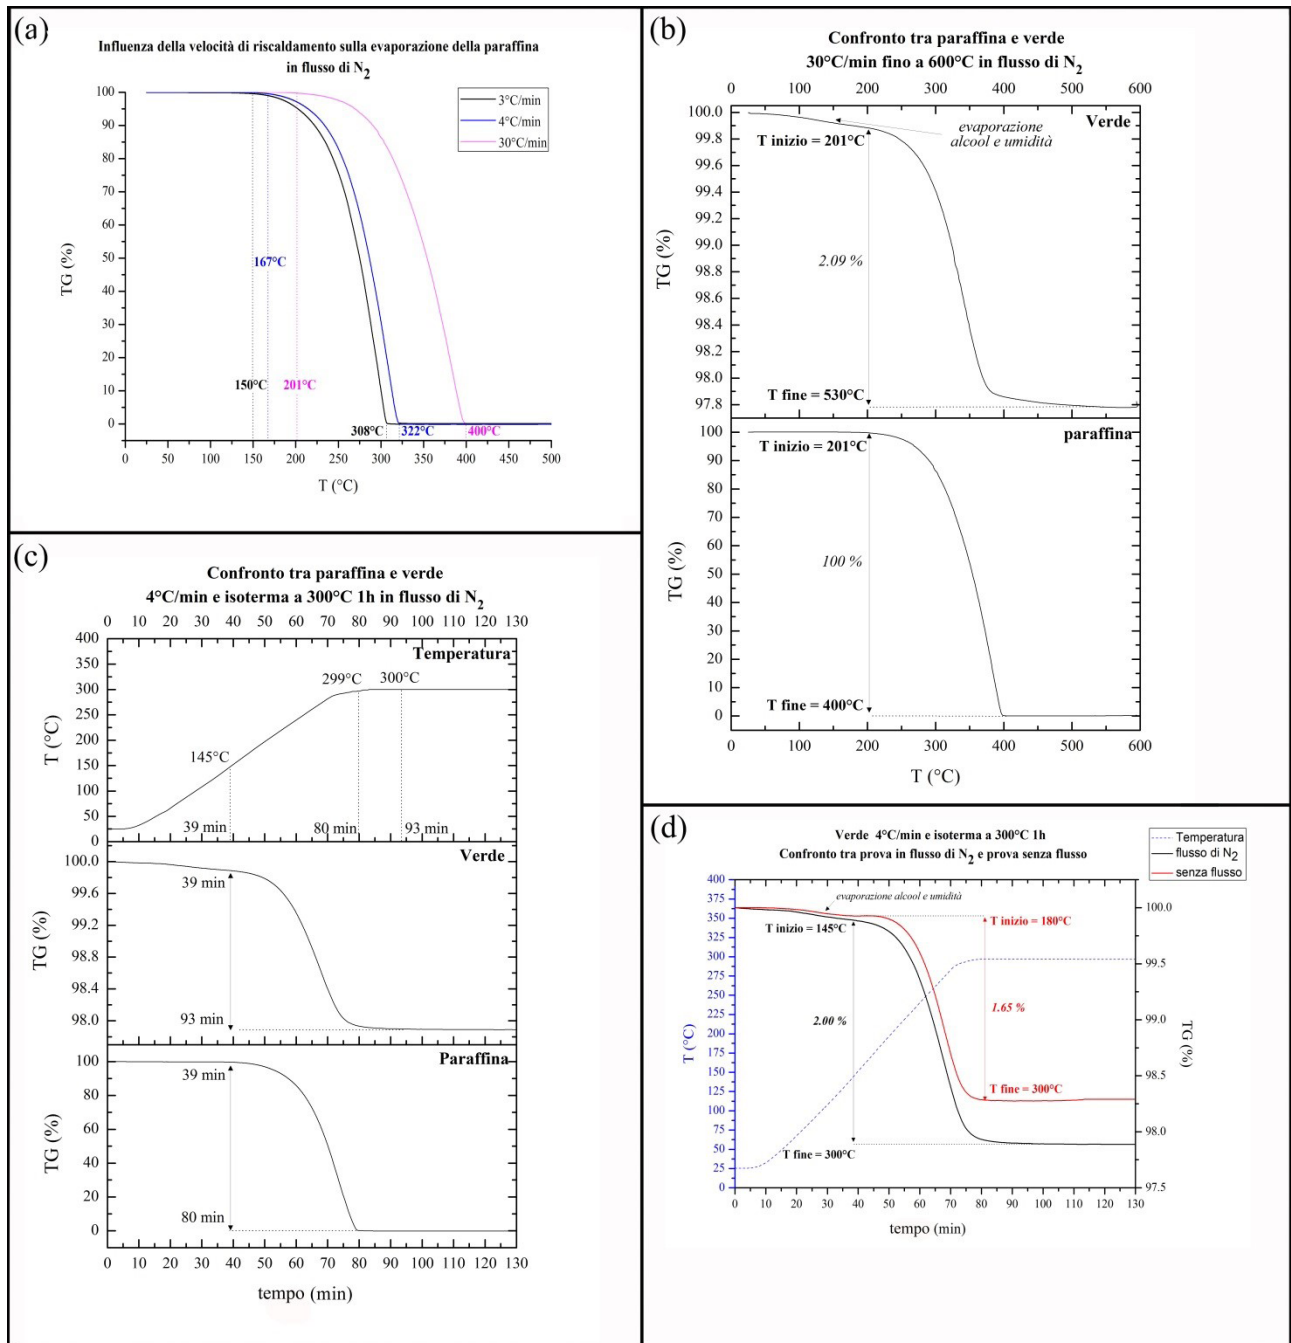 (a)
Influenza della velocità di riscaldamento sulla evaporazione della paraffina
in flusso di N2
3°C/min
4°C/min
30°C/min
TG (%)
100
90
80
70
60
50
40
30
20
10
0
167°C
150°C
201°C
308°C
322°C
400°C
0 50 100 150 200 250 300 350 400 450 500
T (°C)
(b)
Confronto tra paraffina e verde
30°C/min fino a 600°C in flusso di N2
0 100 200 300 400 500 600
Verde
TG (%)
100.0
99.8
99.6
99.4
99.2
99.0
98.8
98.6
98.4
98.2
98.0
97.8
evaporazione
alcool e umidità
T inizio = 201°C
2.09 %
T fine = 530°C
paraffina
TG (%)
100
90
80
70
60
50
40
30
20
10
0
T inizio = 201°C
100 %
T fine = 400°C
0 100 200 300 400 500 600
T (°C)
(c)
Confronto tra paraffina e verde
4°C/min e isoterma a 300°C 1h in flusso di N2
0 10 20 30 40 50 60 70 80 90 100 110 120 130
Temperatura
T (°C)
400
350
300
250
200
150
100
50
0
145°C
299°C
300°C
39 min
80 min
93 min
Verde
TG (%)
100.0
99.6
99.2
98.8
98.4
98.0
39 min
93 min
Paraffina
TG (%)
100
80
60
40
20
0
39 min
80 min
0 10 20 30 40 50 60 70 80 90 100 110 120 130
tempo (min)
(d)
Verde 4°C/min e isoterma a 300°C 1h
Confronto tra prova in flusso di N2 e prova senza flusso
Temperatura
flusso di N2
senza flusso
T (°C)
400
375
350
325
300
275
250
225
200
175
150
125
100
75
50
25
0
evaporazione alcool e umidità
T inizio = 145°C
T inizio = 180°C
2.00 %
1.65 %
T fine = 300°C
T fine = 300°C
100.0
99.5
99.0
98.5
98.0
97.5
TG (%)
0 10 20 30 40 50 60 70 80 90 100 110 120 130
tempo (min)